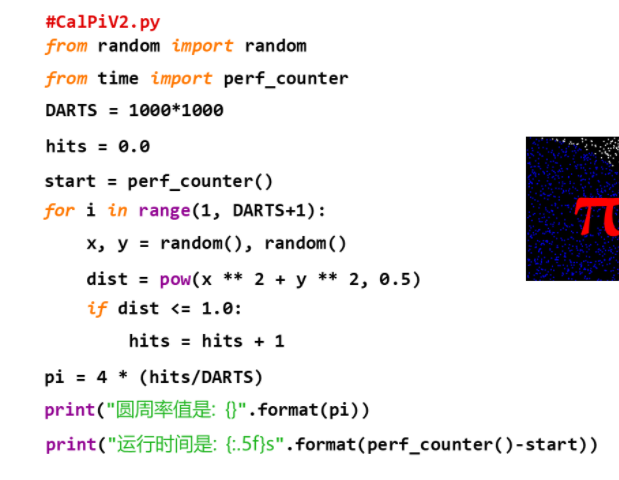 #CalPiV2.py
from random import random
from time import perf_counter
DARTS = 1000*1000
hits = 0.0
start = perf_counter()
for i in range(1, DARTS+1):
    x, y = random(), random()
    dist = pow(x ** 2 + y ** 2, 0.5)
    if dist <= 1.0:
        hits = hits + 1
pi = 4 * (hits/DARTS)
print("圆周率值是: {}".format(pi))
print("运行时间是: {:.5f}s".format(perf_counter()-start))
π